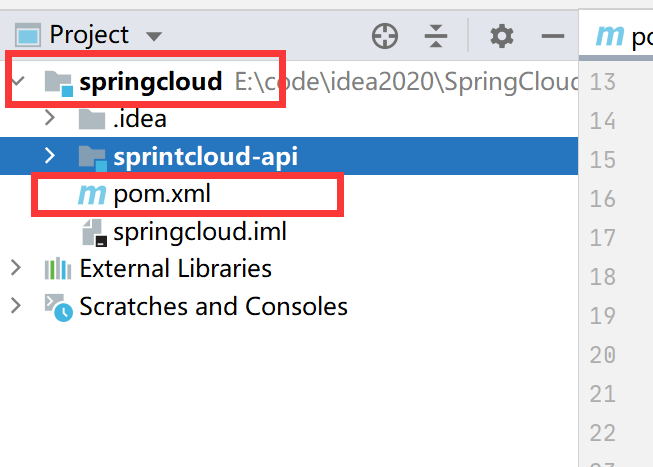 Project
m po
springcloud E:\code\idea2020\SpringCloud
.idea
sprintcloud-api
m pom.xml
springcloud.iml
External Libraries
Scratches and Consoles
13
14
15
16
17
18
19
20
21
22